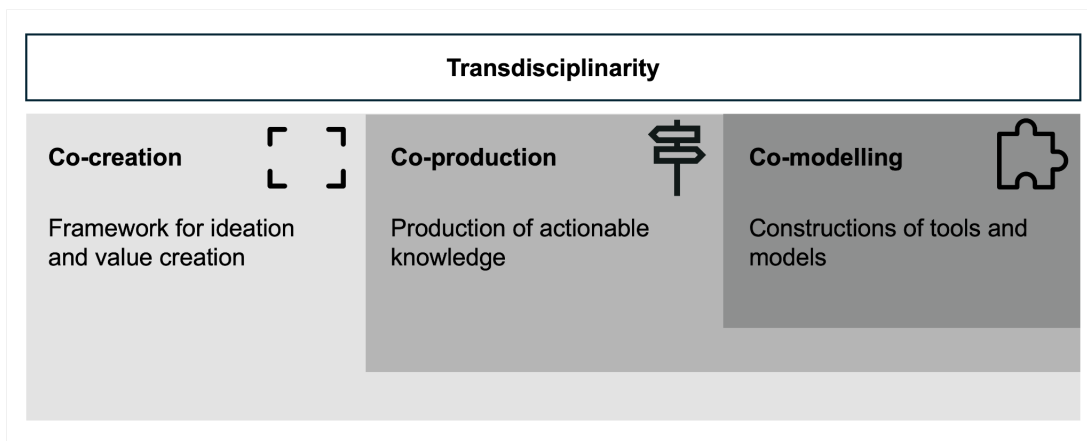 Transdisciplinarity
Co-creation
Framework for ideation
and value creation
Co-production
Production of actionable
knowledge
Co-modelling
Constructions of tools and
models